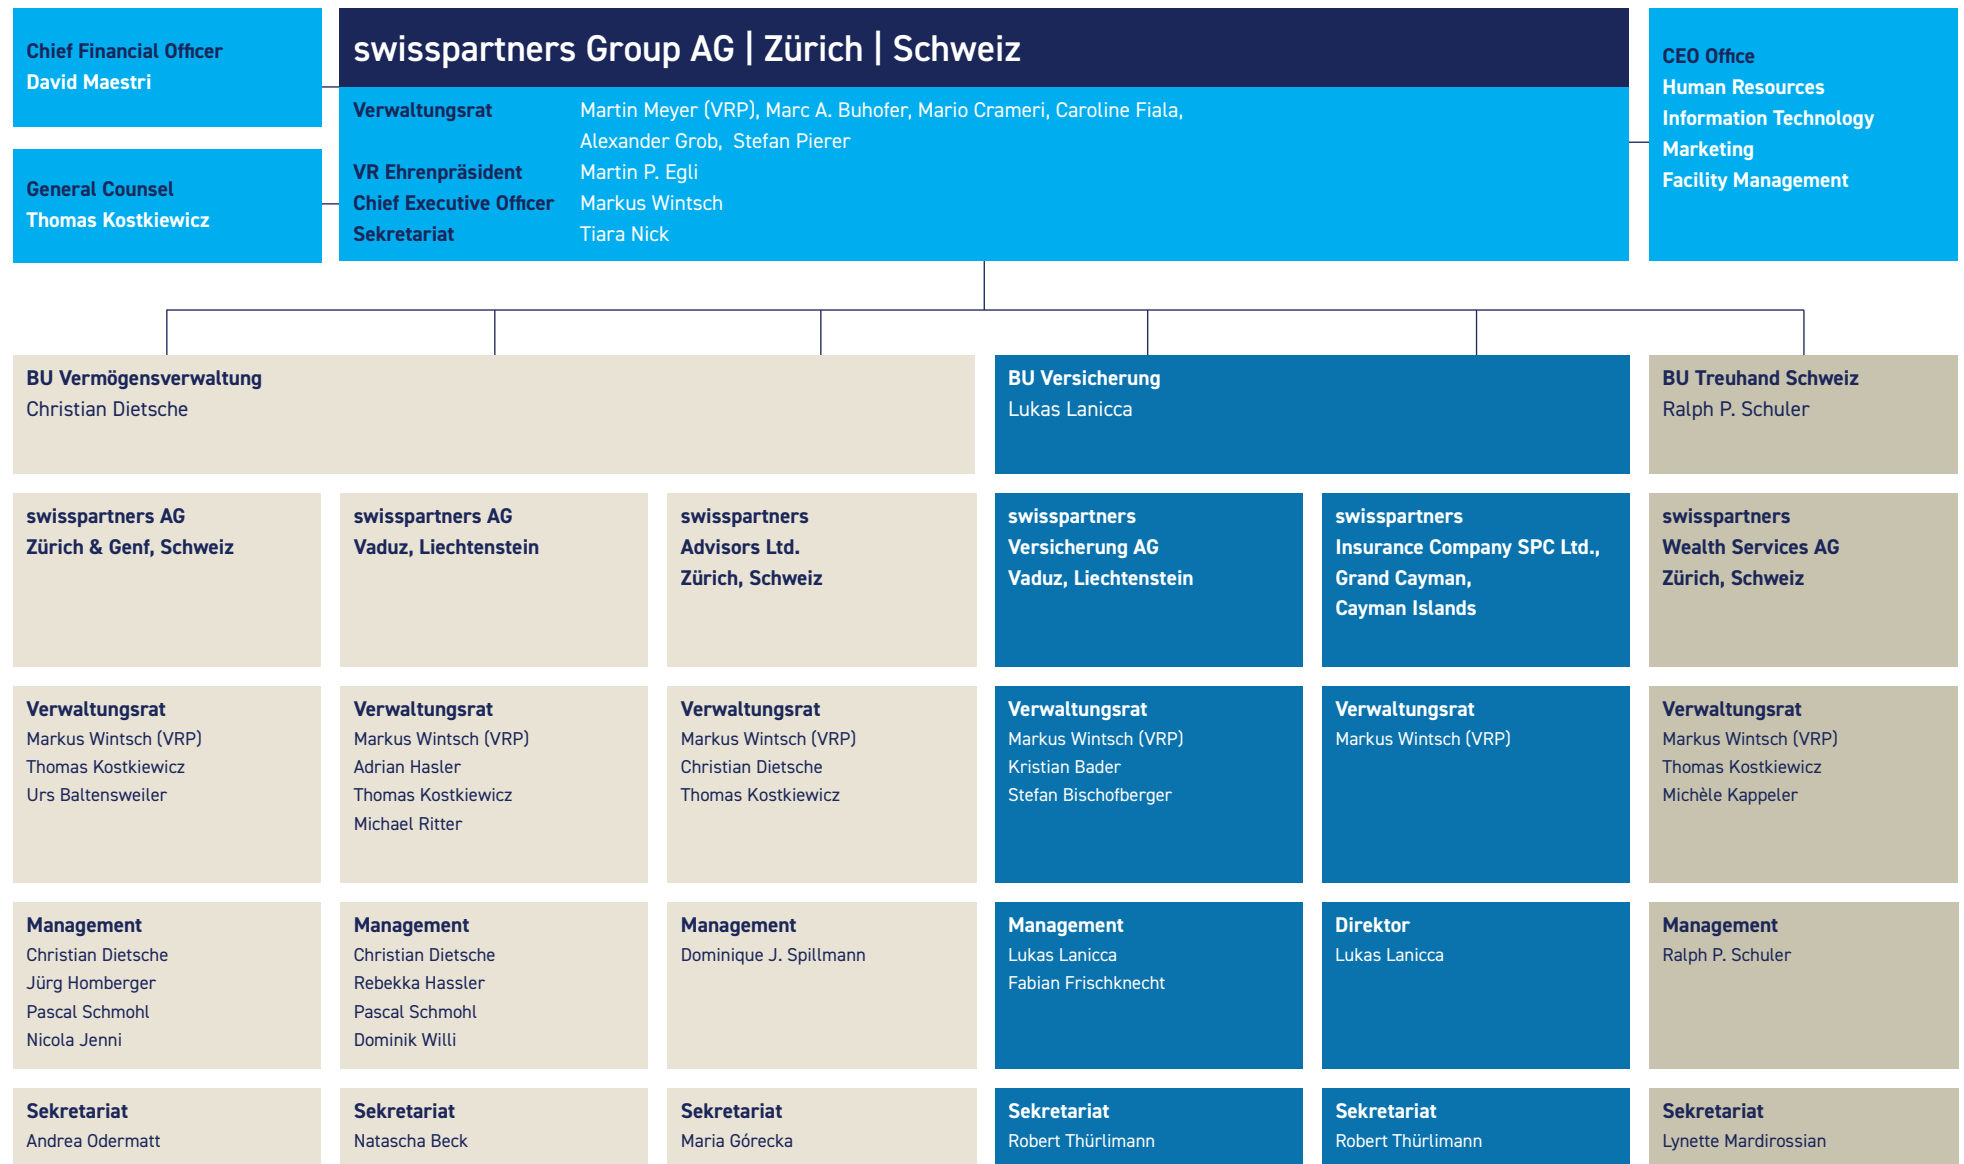 Chief Financial Officer
David Maestri
General Counsel
Thomas Kostkiewicz
swisspartners Group AG | Zürich | Schweiz
Verwaltungsrat Martin Meyer (VRP), Marc A. Buhofer, Mario Crameri, Caroline Fiala,
Alexander Grob, Stefan Pierer
VR Ehrenpräsident Martin P. Egli
Chief Executive Officer Markus Wintsch
Sekretariat Tiara Nick
CEO Office
Human Resources
Information Technology
Marketing
Facility Management
BU Vermögensverwaltung
Christian Dietsche
BU Versicherung
Lukas Lanicca
BU Treuhand Schweiz
Ralph P. Schuler
swisspartners AG
Zürich & Genf, Schweiz
swisspartners AG
Vaduz, Liechtenstein
swisspartners
Advisors Ltd.
Zürich, Schweiz
swisspartners
Versicherung AG
Vaduz, Liechtenstein
swisspartners
Insurance Company SPC Ltd.,
Grand Cayman,
Cayman Islands
swisspartners
Wealth Services AG
Zürich, Schweiz
Verwaltungsrat
Markus Wintsch (VRP)
Thomas Kostkiewicz
Urs Baltensweiler
Verwaltungsrat
Markus Wintsch (VRP)
Adrian Hasler
Thomas Kostkiewicz
Michael Ritter
Verwaltungsrat
Markus Wintsch (VRP)
Christian Dietsche
Thomas Kostkiewicz
Verwaltungsrat
Markus Wintsch (VRP)
Kristian Bader
Stefan Bischofberger
Verwaltungsrat
Markus Wintsch (VRP)
Verwaltungsrat
Markus Wintsch (VRP)
Thomas Kostkiewicz
Michèle Kappeler
Management
Christian Dietsche
Jürg Homberger
Pascal Schmohl
Nicola Jenni
Management
Christian Dietsche
Rebekka Hassler
Pascal Schmohl
Dominik Willi
Management
Dominique J. Spillmann
Management
Lukas Lanicca
Fabian Frischknecht
Direktor
Lukas Lanicca
Management
Ralph P. Schuler
Sekretariat
Andrea Odermatt
Sekretariat
Natascha Beck
Sekretariat
Maria Górecka
Sekretariat
Robert Thürlimann
Sekretariat
Robert Thürlimann
Sekretariat
Lynette Mardirossian